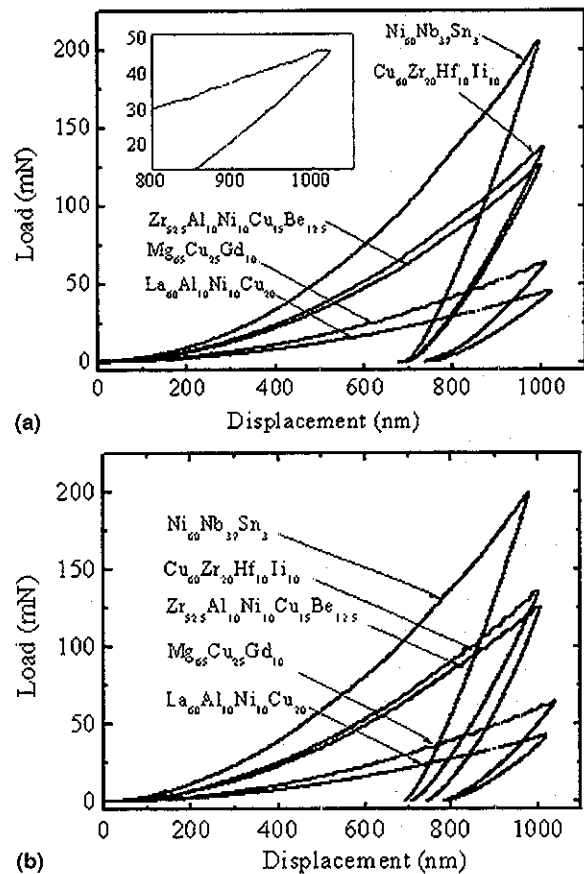 50
40
30
20
800 900 1000
Ni₆₀Nb₃₇Sn₃
Cu₆₀Zr₂₀Hf₁₀Ii₁₀
200
150
100
50
0
Load (mN)
Zr₅₂.₅Al₁₀Ni₁₀Cu₁₅Be₁₂.₅
Mg₆₅Cu₂₅Gd₁₀
La₆₀Al₁₀Ni₁₀Cu₂₀
0 200 400 600 800 1000
(a) Displacement (nm)
200
150
100
50
0
Load (mN)
Ni₆₀Nb₃₇Sn₃
Cu₆₀Zr₂₀Hf₁₀Ii₁₀
Zr₅₂.₅Al₁₀Ni₁₀Cu₁₅Be₁₂.₅
Mg₆₅Cu₂₅Gd₁₀
La₆₀Al₁₀Ni₁₀Cu₂₀
0 200 400 600 800 1000
(b) Displacement (nm)